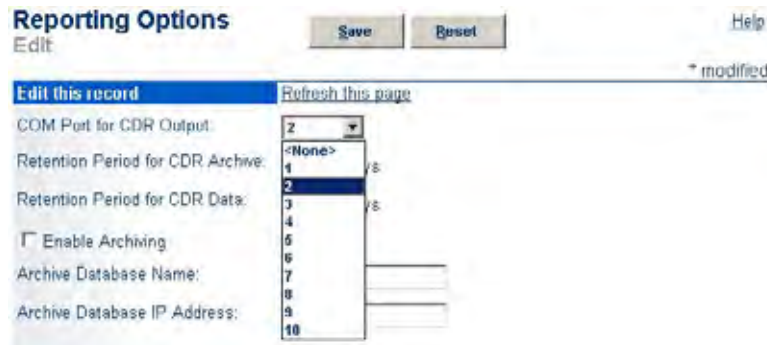 Reporting Options
Edit
Save Reset Help
* modified
Edit this record Refresh this page
COM Port for CDR Output: 2
<None>
Retention Period for CDR Archive: 1 ys
2
Retention Period for CDR Data: 3 ys
4
Enable Archiving 5
6
Archive Database Name: 7
8
Archive Database IP Address: 9
10